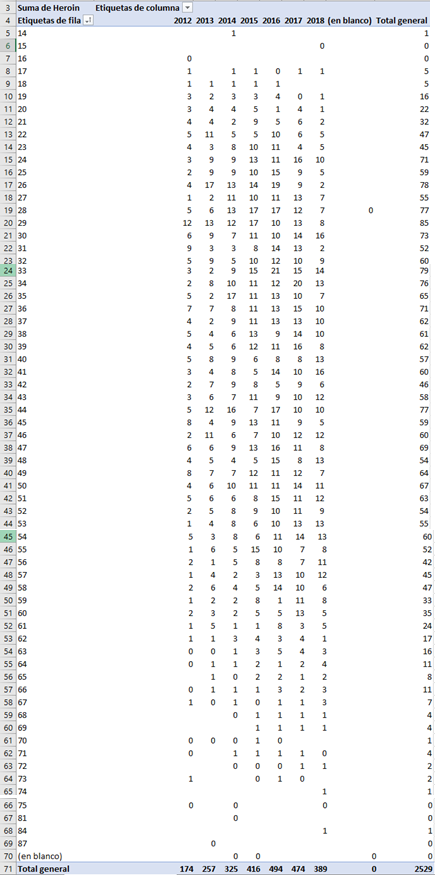 3 Suma de Heroin Etiquetas de columna
4 Etiquetas de fila 2012 2013 2014 2015 2016 2017 2018 (en blanco) Total general
5 14 1 1
6 15 0 0
7 16 0 0
8 17 1 1 1 0 1 1 5
9 18 1 1 1 1 1 5
10 19 3 2 3 3 4 0 1 16
11 20 3 4 4 5 1 4 1 22
12 21 4 4 2 9 5 6 2 32
13 22 5 11 5 5 10 6 5 47
14 23 4 3 8 10 11 4 5 45
15 24 3 9 9 13 11 16 10 71
16 25 2 9 9 10 15 9 5 59
17 26 4 17 13 14 19 9 2 78
18 27 1 2 11 10 11 13 7 55
19 28 5 6 13 17 17 12 7 0 77
20 29 12 13 12 17 10 13 8 85
21 30 6 9 7 11 10 14 16 73
22 31 9 3 3 8 14 13 2 52
23 32 5 9 5 10 12 10 9 60
24 33 3 2 9 15 21 15 14 79
25 34 2 8 10 11 12 20 13 76
26 35 5 2 17 11 13 10 7 65
27 36 7 7 8 11 13 15 10 71
28 37 4 2 9 11 13 13 10 62
29 38 5 4 6 13 9 14 10 61
30 39 4 5 6 12 11 16 8 62
31 40 5 8 9 6 8 8 13 57
32 41 3 4 8 5 14 10 16 60
33 42 2 7 9 8 5 9 6 46
34 43 3 6 7 11 9 10 12 58
35 44 5 12 16 7 17 10 10 77
36 45 8 4 9 13 11 9 5 59
37 46 2 11 6 7 10 12 12 60
38 47 6 6 9 13 16 11 8 69
39 48 4 5 4 5 15 8 13 54
40 49 8 7 7 12 11 12 7 64
41 50 4 6 10 11 11 14 11 67
42 51 5 6 6 8 15 11 12 63
43 52 2 5 8 9 10 11 9 54
44 53 1 4 8 6 10 13 13 55
45 54 5 3 8 6 11 14 13 60
46 55 1 6 5 15 10 7 8 52
47 56 2 1 5 8 8 7 11 42
48 57 1 4 2 3 13 10 12 45
49 58 2 6 4 5 14 10 6 47
50 59 1 2 2 8 1 11 8 33
51 60 2 3 2 5 5 13 5 35
52 61 1 5 1 1 8 3 5 24
53 62 1 1 3 4 3 4 1 17
54 63 0 0 1 3 5 4 3 16
55 64 0 1 1 2 1 2 4 11
56 65 1 0 2 2 1 2 8
57 66 0 1 1 1 3 2 3 11
58 67 1 0 1 0 1 1 3 7
59 68 0 1 1 1 1 4
60 69 1 1 1 1 4
61 70 0 0 0 1 0 1
62 71 0 1 1 1 1 0 4
63 72 0 0 0 1 1 2
64 73 1 0 1 0 2
65 74 1 1
66 75 0 0 0 0
67 81 0 0
68 84 1 1
69 87 0 0
70 (en blanco) 0 0 0 0
71 Total general 174 257 325 416 494 474 389 0 2529